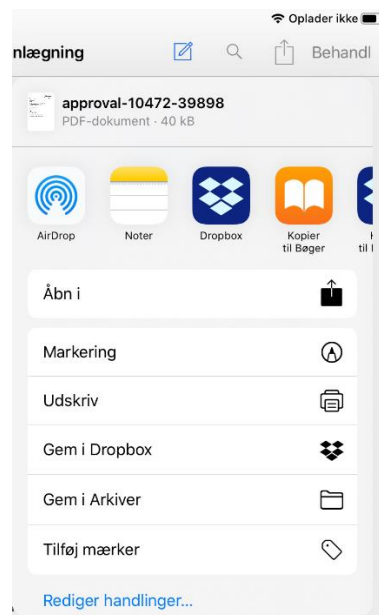 Oplader ikke
nlægning
Behandl
approval-10472-39898
PDF-dokument · 40 kB
AirDrop
Noter
Dropbox
Kopier
til Bøger
til
Åbn i
Markering
Udskriv
Gem i Dropbox
Gem i Arkiver
Tilføj mærker
Rediger handlinger...